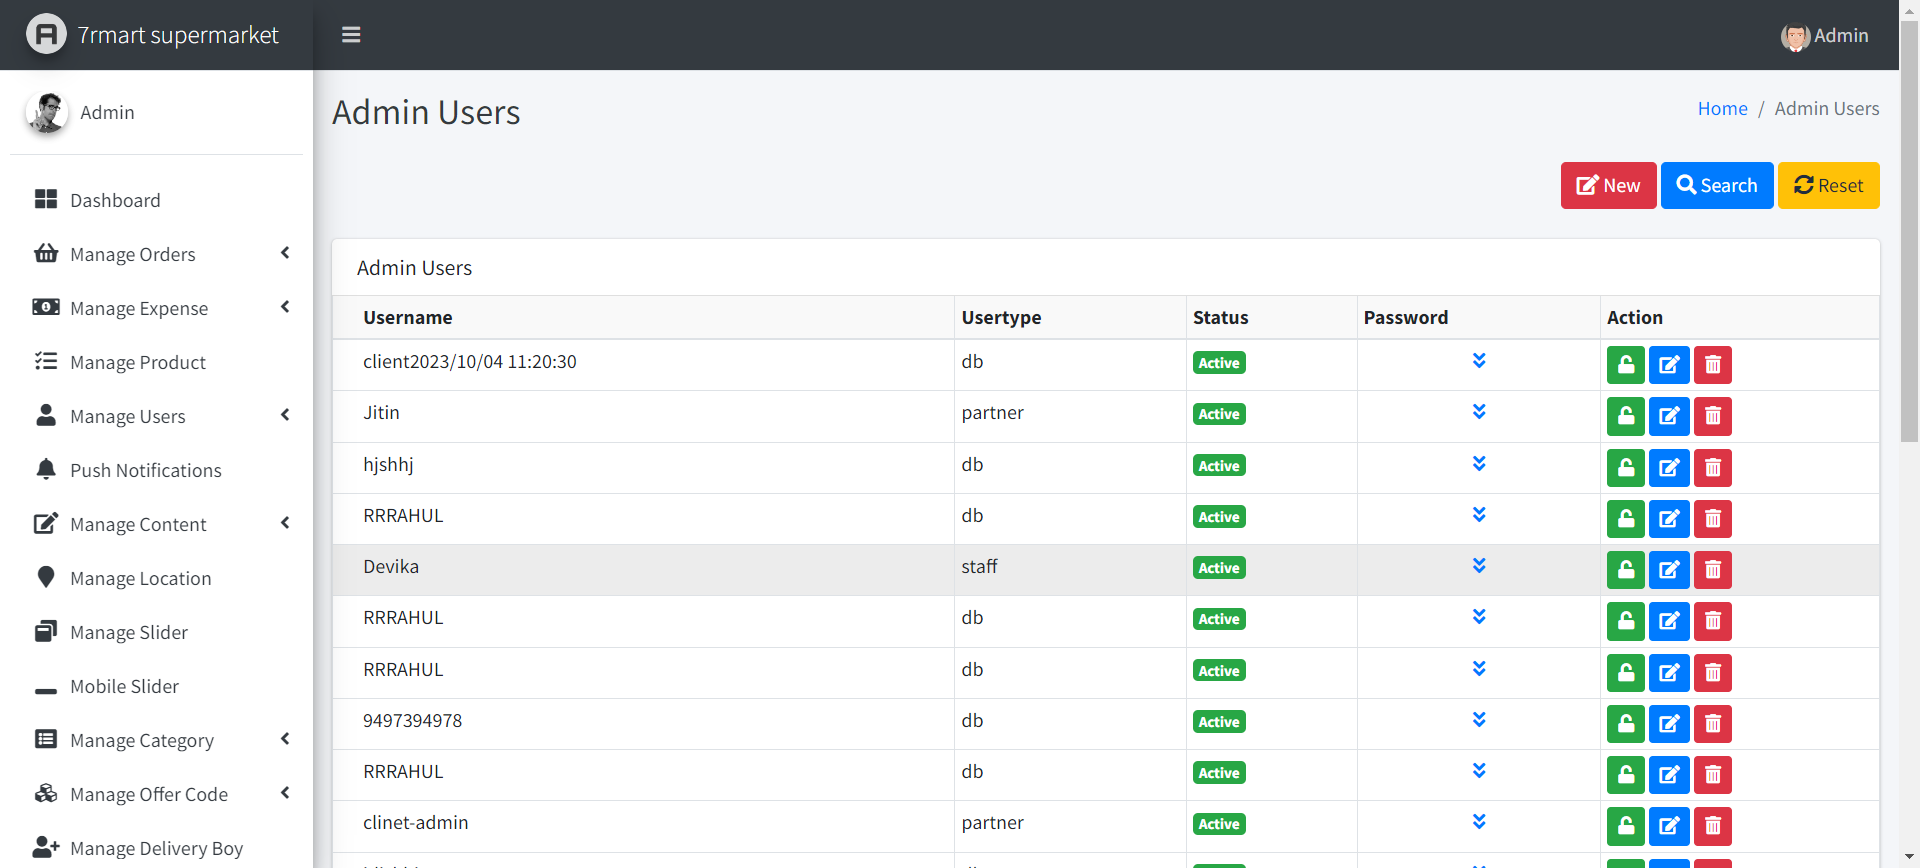 7rmart supermarket
Admin
Admin
Dashboard
Manage Orders
Manage Expense
Manage Product
Manage Users
Push Notifications
Manage Content
Manage Location
Manage Slider
Mobile Slider
Manage Category
Manage Offer Code
Manage Delivery Boy
Admin Users
Home / Admin Users
New Search Reset
Admin Users
Username Usertype Status Password Action
client2023/10/04 11:20:30 db Active
Jitin partner Active
hjshhj db Active
RRRAHUL db Active
Devika staff Active
RRRAHUL db Active
RRRAHUL db Active
9497394978 db Active
RRRAHUL db Active
clinet-admin partner Active